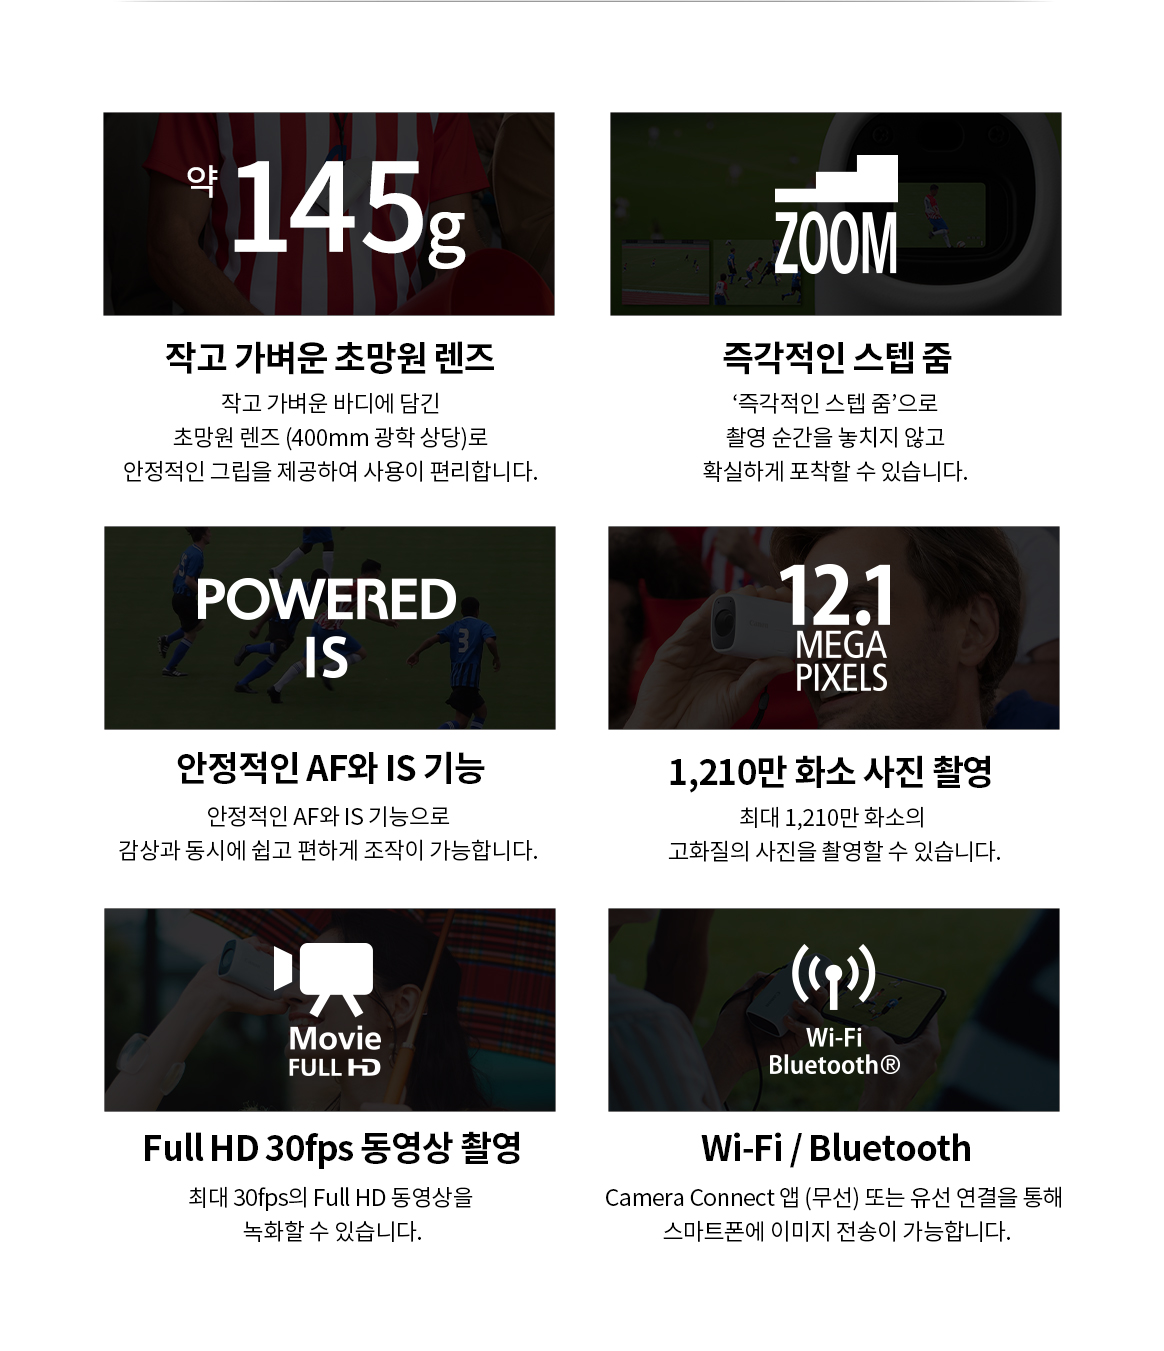 약 145g
작고 가벼운 초망원 렌즈
작고 가벼운 바디에 담긴
초망원 렌즈 (400mm 광학 상당)로
안정적인 그립을 제공하여 사용이 편리합니다.
ZOOM
즉각적인 스텝 줌
‘즉각적인 스텝 줌’으로
촬영 순간을 놓치지 않고
확실하게 포착할 수 있습니다.
POWERED
IS
안정적인 AF와 IS 기능
안정적인 AF와 IS 기능으로
감상과 동시에 쉽고 편하게 조작이 가능합니다.
12.1
MEGA
PIXELS
1,210만 화소 사진 촬영
최대 1,210만 화소의
고화질의 사진을 촬영할 수 있습니다.
Movie
FULL HD
Full HD 30fps 동영상 촬영
최대 30fps의 Full HD 동영상을
녹화할 수 있습니다.
Wi-Fi
Bluetooth®
Wi-Fi / Bluetooth
Camera Connect 앱 (무선) 또는 유선 연결을 통해
스마트폰에 이미지 전송이 가능합니다.
3